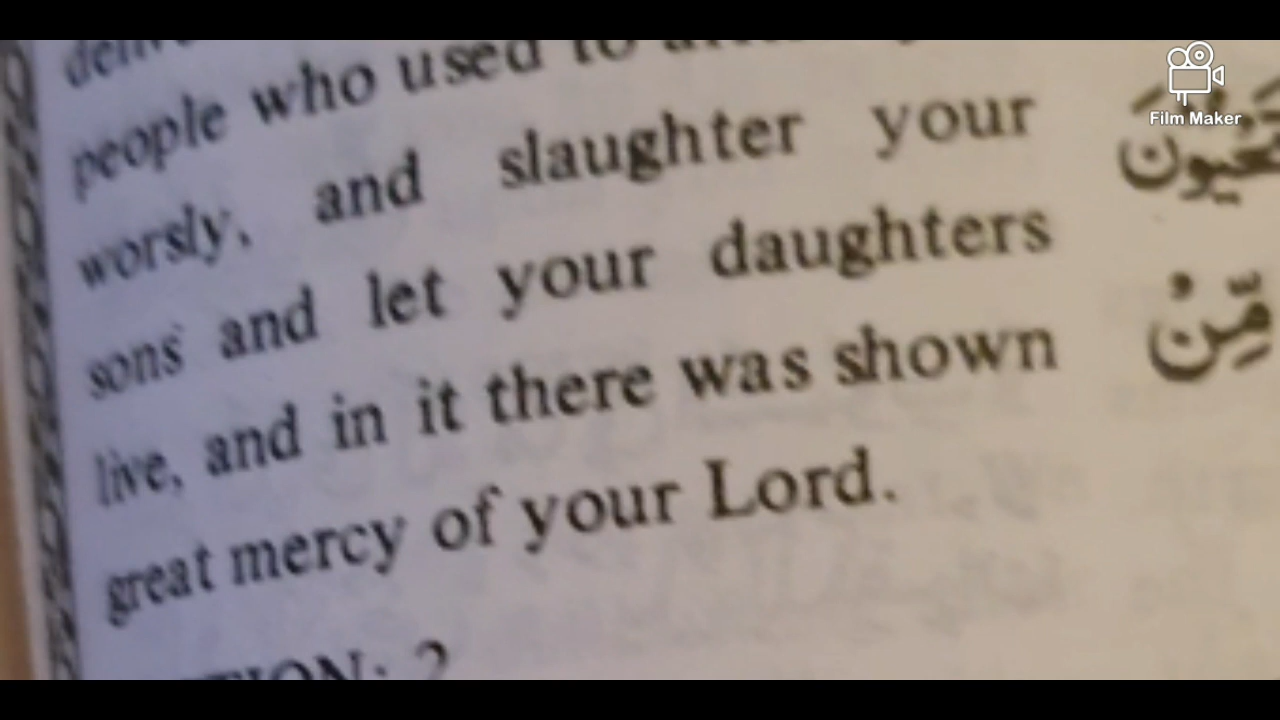 people who used to
worsly, and slaughter your
sons and let your daughters
live, and in it there was shown
great mercy of your Lord.
مِّنْ
Film Maker